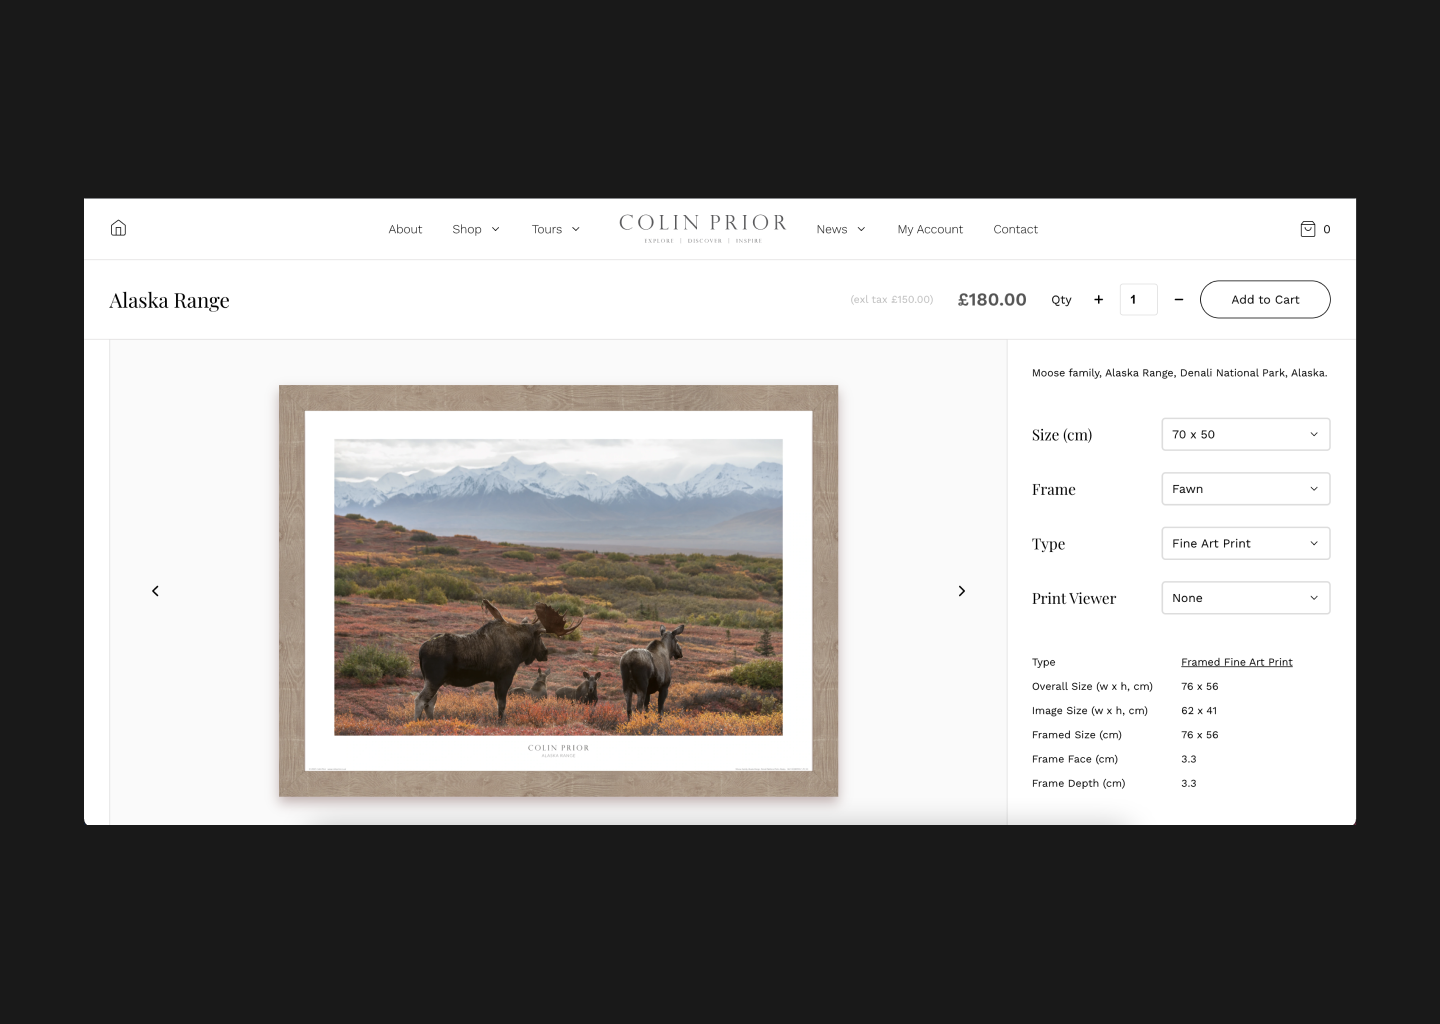 About
Shop
Tours
COLIN PRIOR
EXPLORE | DISCOVER | INSPIRE
News
My Account
Contact
0
Alaska Range
(exl tax £150.00)
£180.00
Qty
+
1
−
Add to Cart
COLIN PRIOR
ALASKA RANGE
Moose family, Alaska Range, Denali National Park, Alaska.
Size (cm)
70 x 50
Frame
Fawn
Type
Fine Art Print
Print Viewer
None
Type Framed Fine Art Print
Overall Size (w x h, cm) 76 x 56
Image Size (w x h, cm) 62 x 41
Framed Size (cm) 76 x 56
Frame Face (cm) 3.3
Frame Depth (cm) 3.3